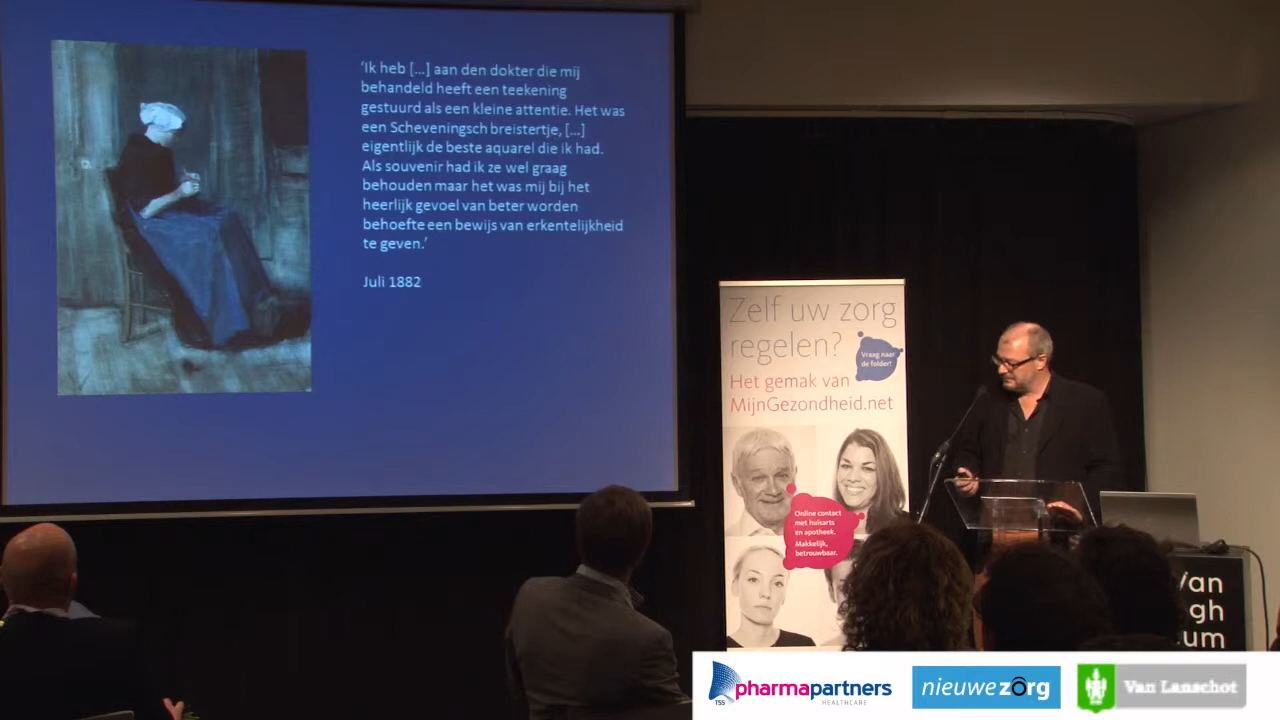 ‘Ik heb [...] aan den dokter die mij
behandeld heeft een teekening
gestuurd als een kleine attentie. Het was
een Scheveningsch breistertje, [...]
eigenlijk de beste aquarel die ik had.
Als souvenir had ik ze wel graag
behouden maar het was mij bij het
heerlijk gevoel van beter worden
behoefte een bewijs van erkentelijkheid
te geven.’
Juli 1882
Zelf uw zorg
regelen?
Vraag naar
de folder!
Het gemak van
MijnGezondheid.net
Online contact
met huisarts
en apotheek.
Makkelijk,
betrouwbaar.
Van
gh
um
TSS
pharmapartners
HEALTHCARE
nieuwezorg
Van Lanschot